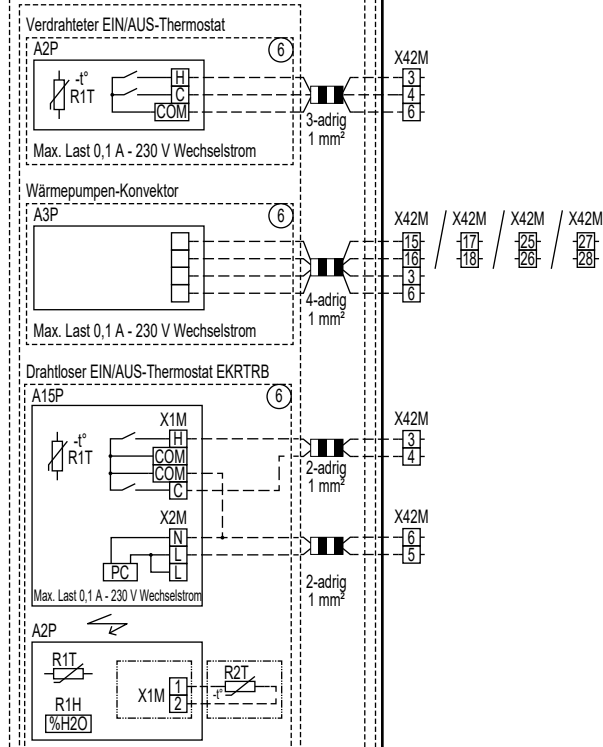 Verdrahteter EIN/AUS-Thermostat
A2P
6
X42M
-t°
R1T
H
C
COM
3
4
6
3-adrig
1 mm²
Max. Last 0,1 A - 230 V Wechselstrom
Wärmepumpen-Konvektor
A3P
6
X42M / X42M / X42M / X42M
15 17 25 27
16 18 26 28
3
6
4-adrig
1 mm²
Max. Last 0,1 A - 230 V Wechselstrom
Drahtloser EIN/AUS-Thermostat EKRTRB
A15P
6
X1M
X42M
-t°
R1T
H
COM
COM
C
3
4
2-adrig
1 mm²
X2M
X42M
N
L
L
6
5
PC
2-adrig
1 mm²
Max. Last 0,1 A - 230 V Wechselstrom
A2P
R1T
R2T
X1M
1
2
-t°
R1H
%H2O